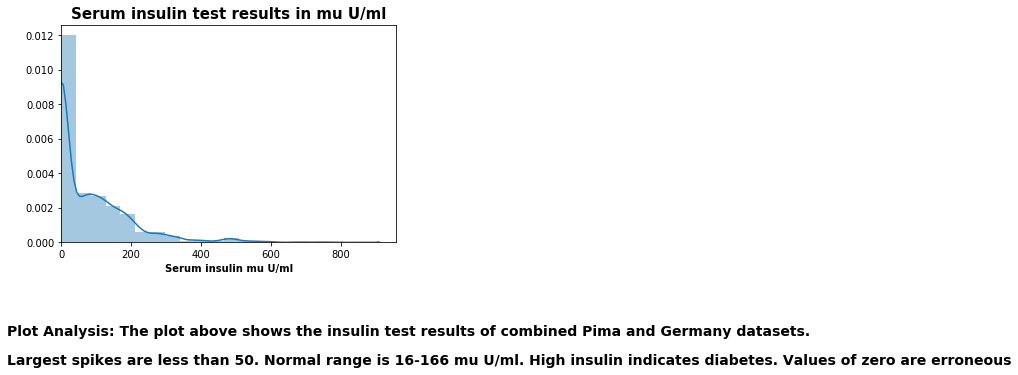 Serum insulin test results in mu U/ml
0.012
0.010
0.008
0.006
0.004
0.002
0.000
0 200 400 600 800
Serum insulin mu U/ml
Plot Analysis: The plot above shows the insulin test results of combined Pima and Germany datasets.
Largest spikes are less than 50. Normal range is 16-166 mu U/ml. High insulin indicates diabetes. Values of zero are erroneous